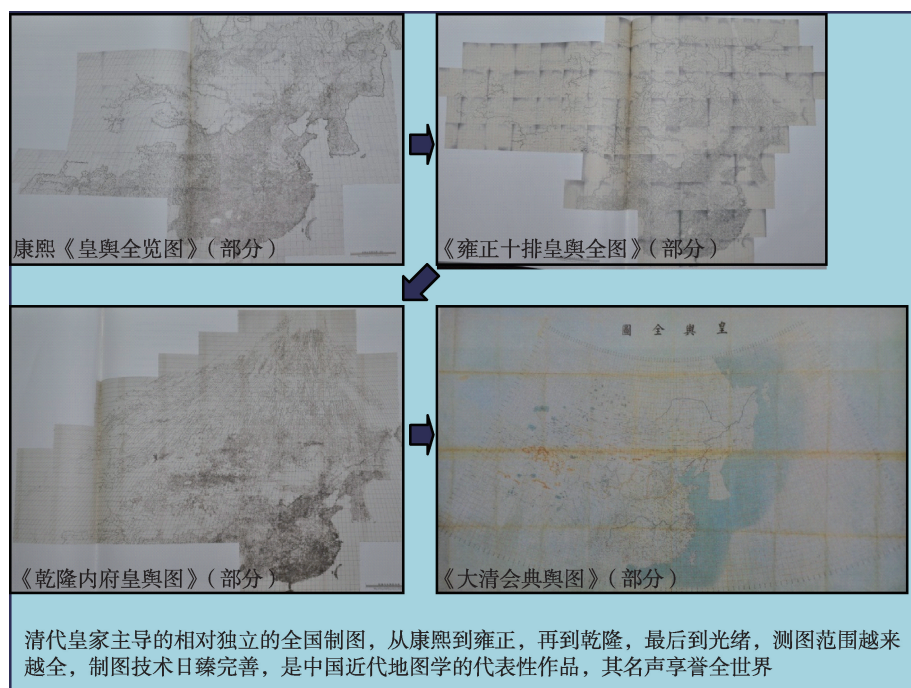 康熙《皇舆全览图》（部分）
《雍正十排皇舆全图》（部分）
圖 全 輿 皇
《乾隆内府皇舆图》（部分）
《大清会典舆图》（部分）
清代皇家主导的相对独立的全国制图，从康熙到雍正，再到乾隆，最后到光绪，测图范围越来
越全，制图技术日臻完善，是中国近代地图学的代表性作品，其名声享誉全世界